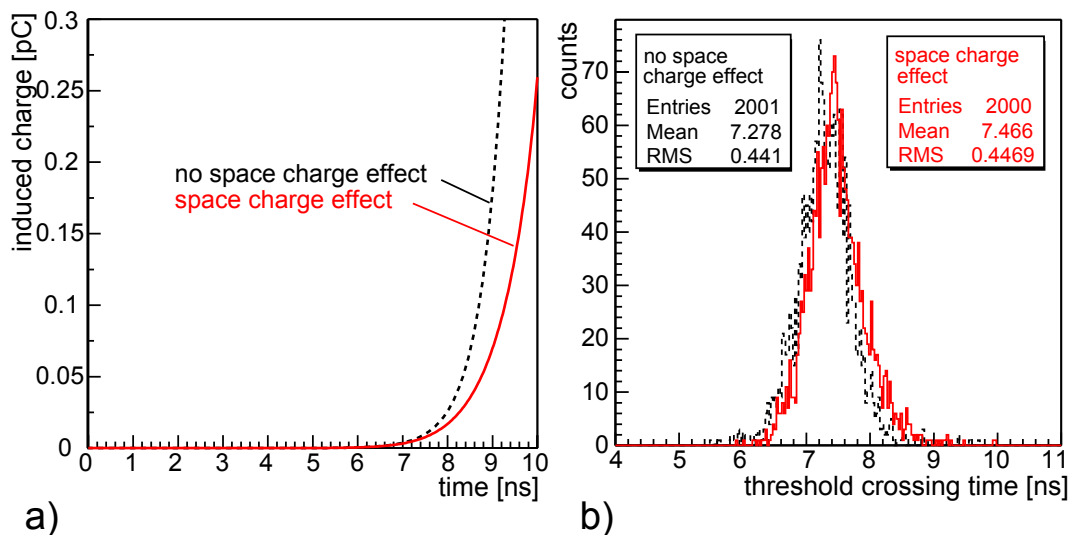 induced charge [pC]
0.3
0.25
0.2
0.15
0.1
0.05
0
no space charge effect
space charge effect
0 1 2 3 4 5 6 7 8 9 10
time [ns]
a)
counts
70
60
50
40
30
20
10
0
no space
charge effect
Entries 2001
Mean 7.278
RMS 0.441
space charge
effect
Entries 2000
Mean 7.466
RMS 0.4469
4 5 6 7 8 9 10 11
threshold crossing time [ns]
b)